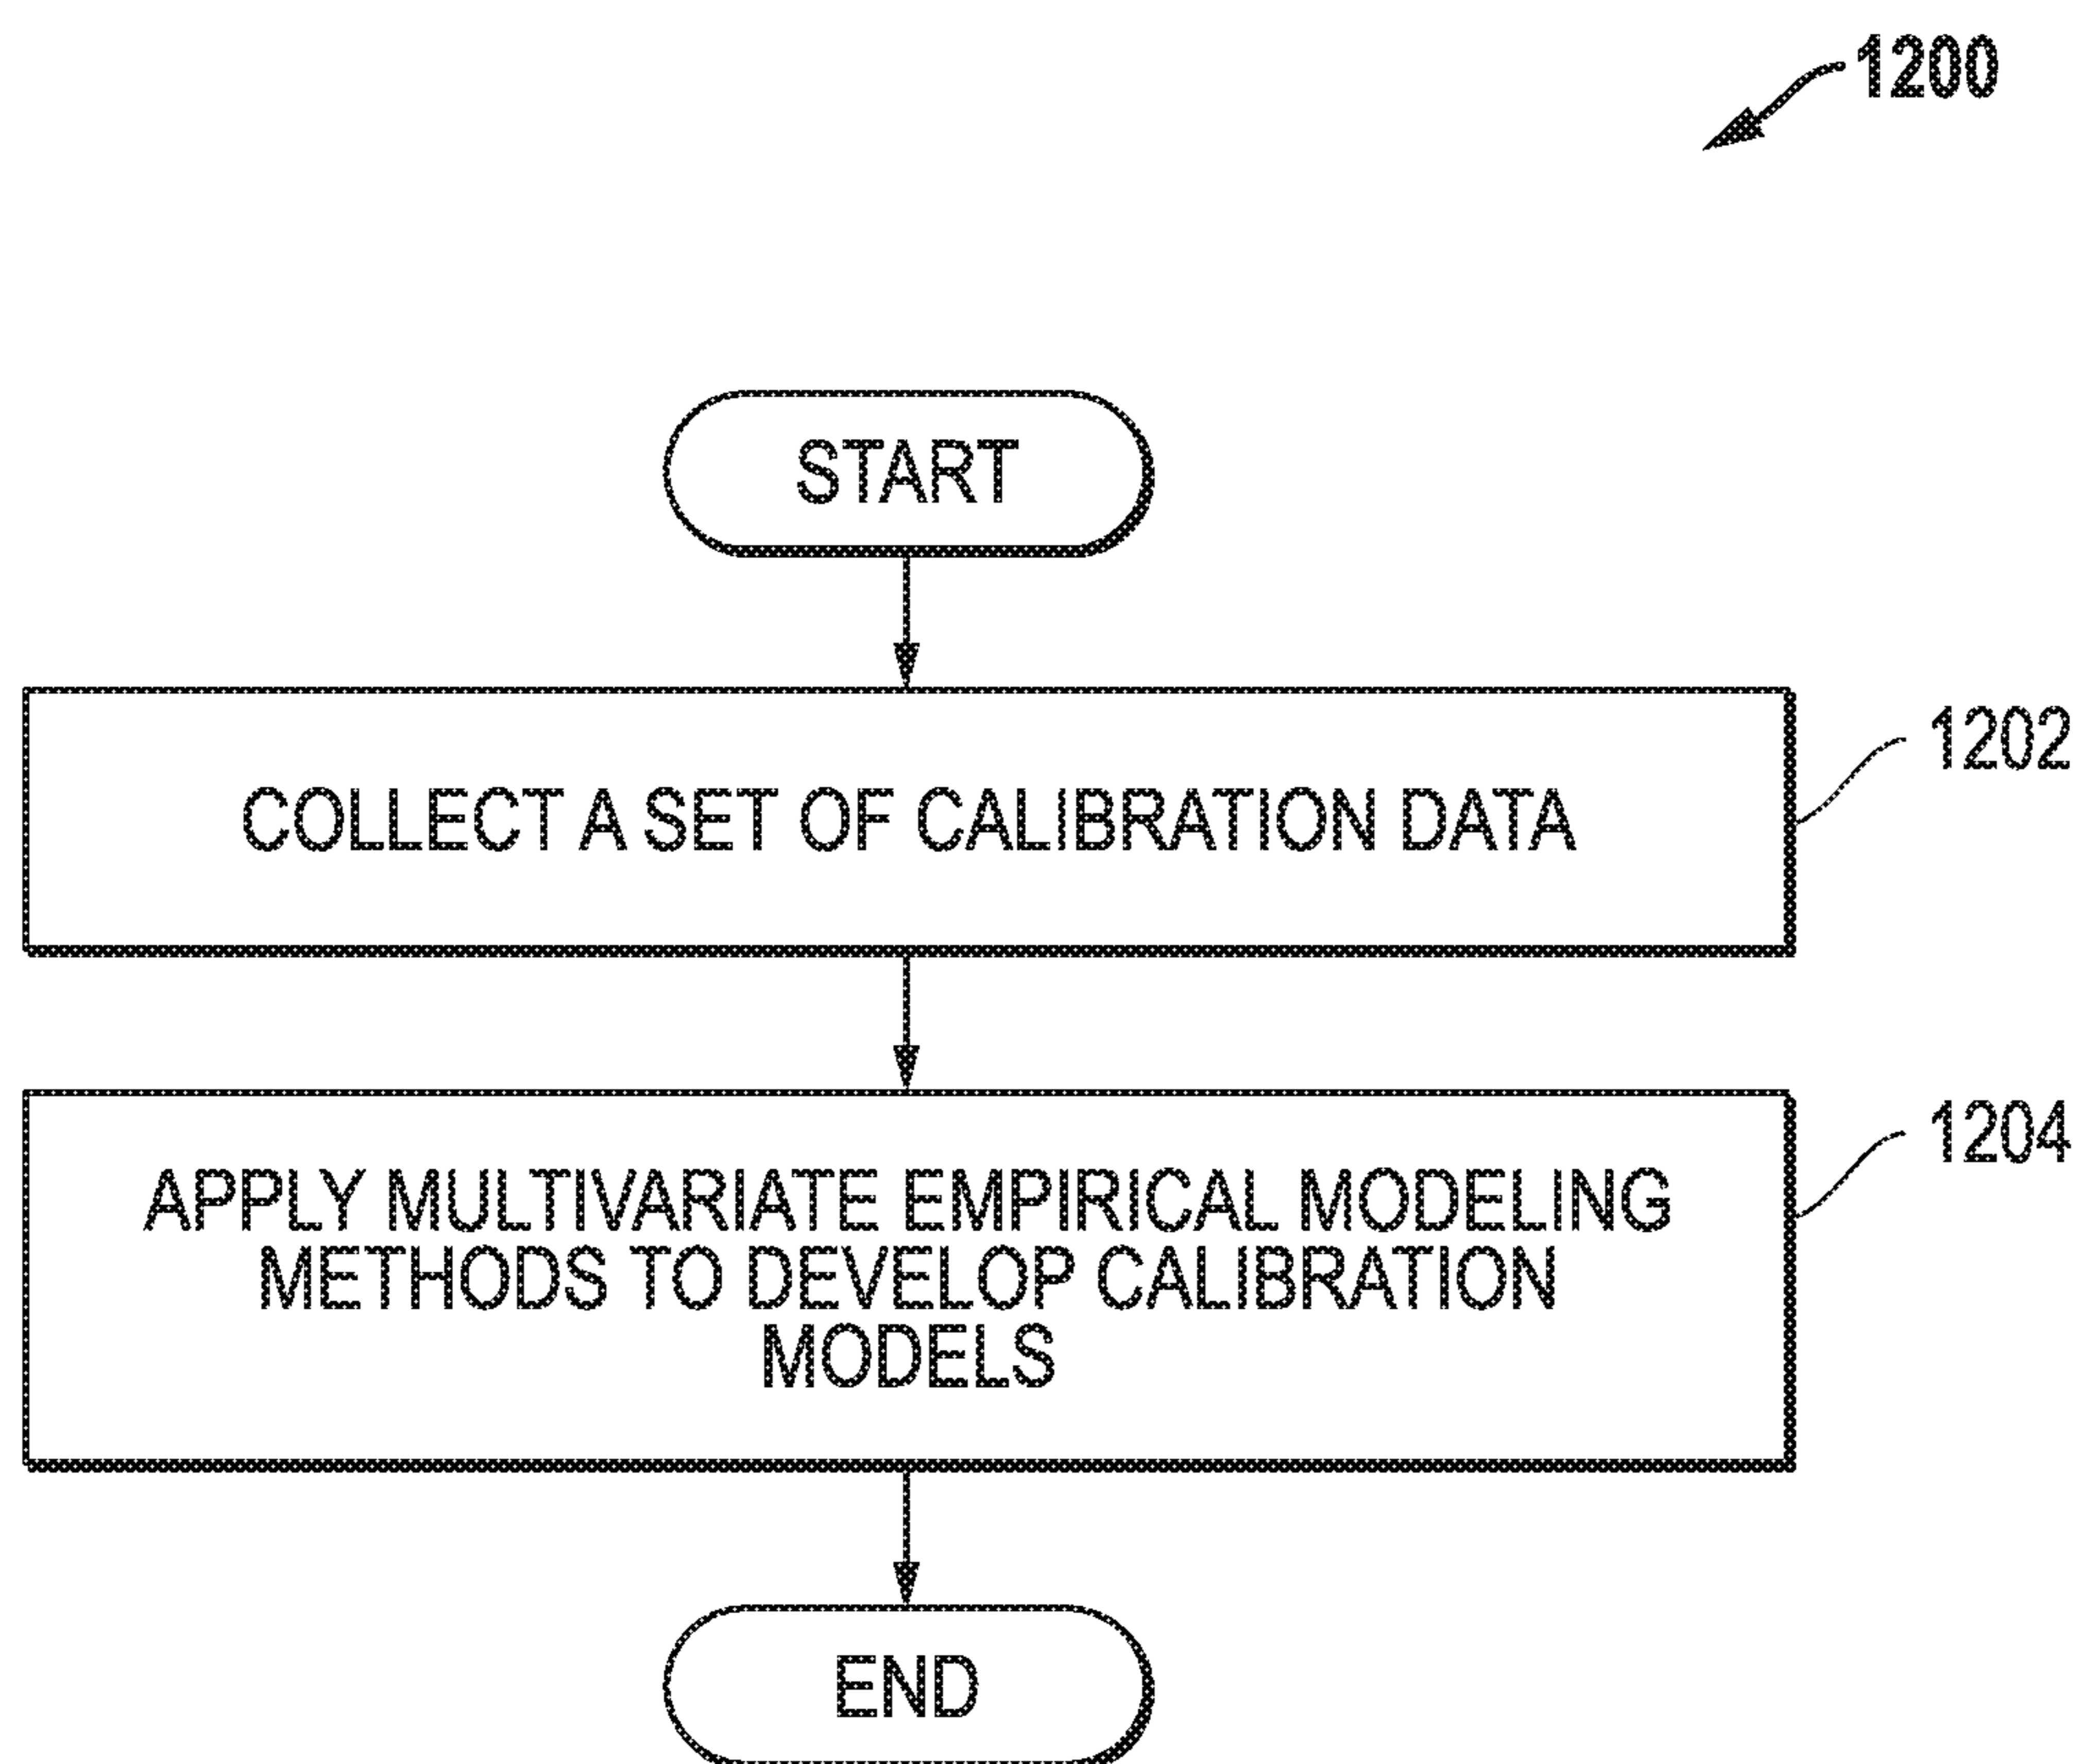 1200
START
COLLECT A SET OF CALIBRATION DATA
1202
APPLY MULTIVARIATE EMPIRICAL MODELING
METHODS TO DEVELOP CALIBRATION
MODELS
1204
END